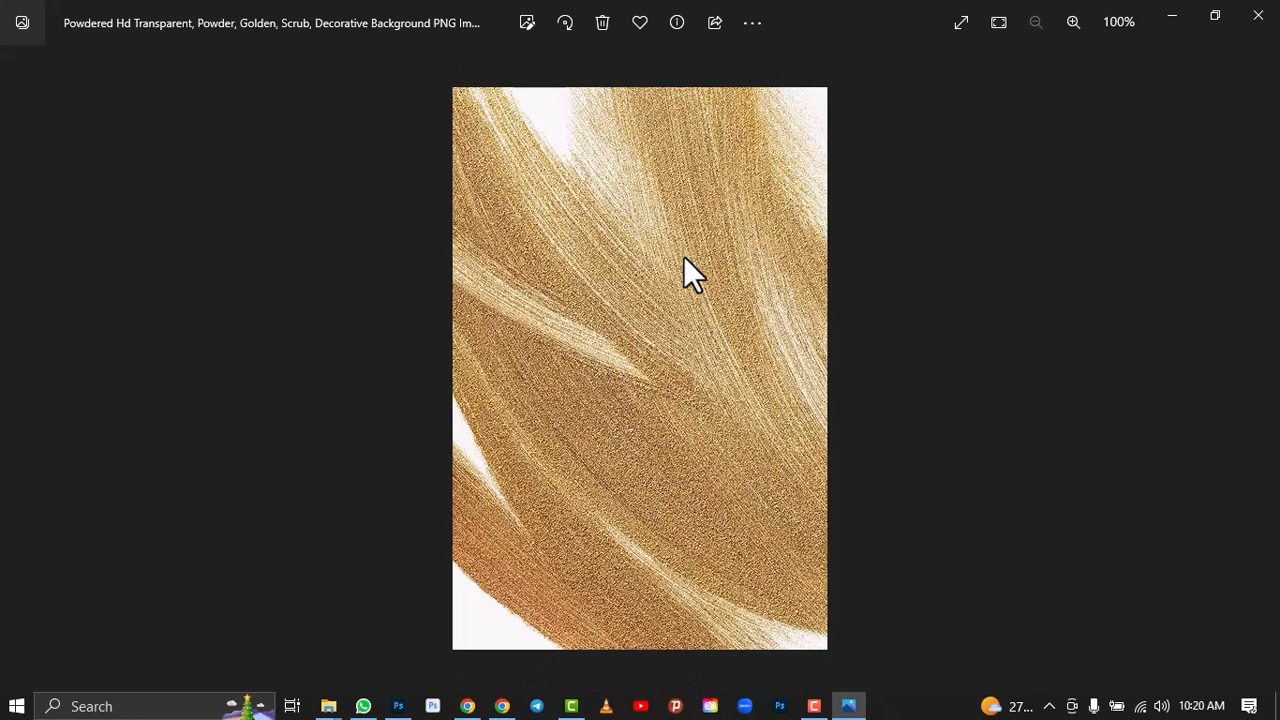 Powdered Hd Transparent, Powder, Golden, Scrub, Decorative Background PNG Im...
100%
Search
27...
10:20 AM